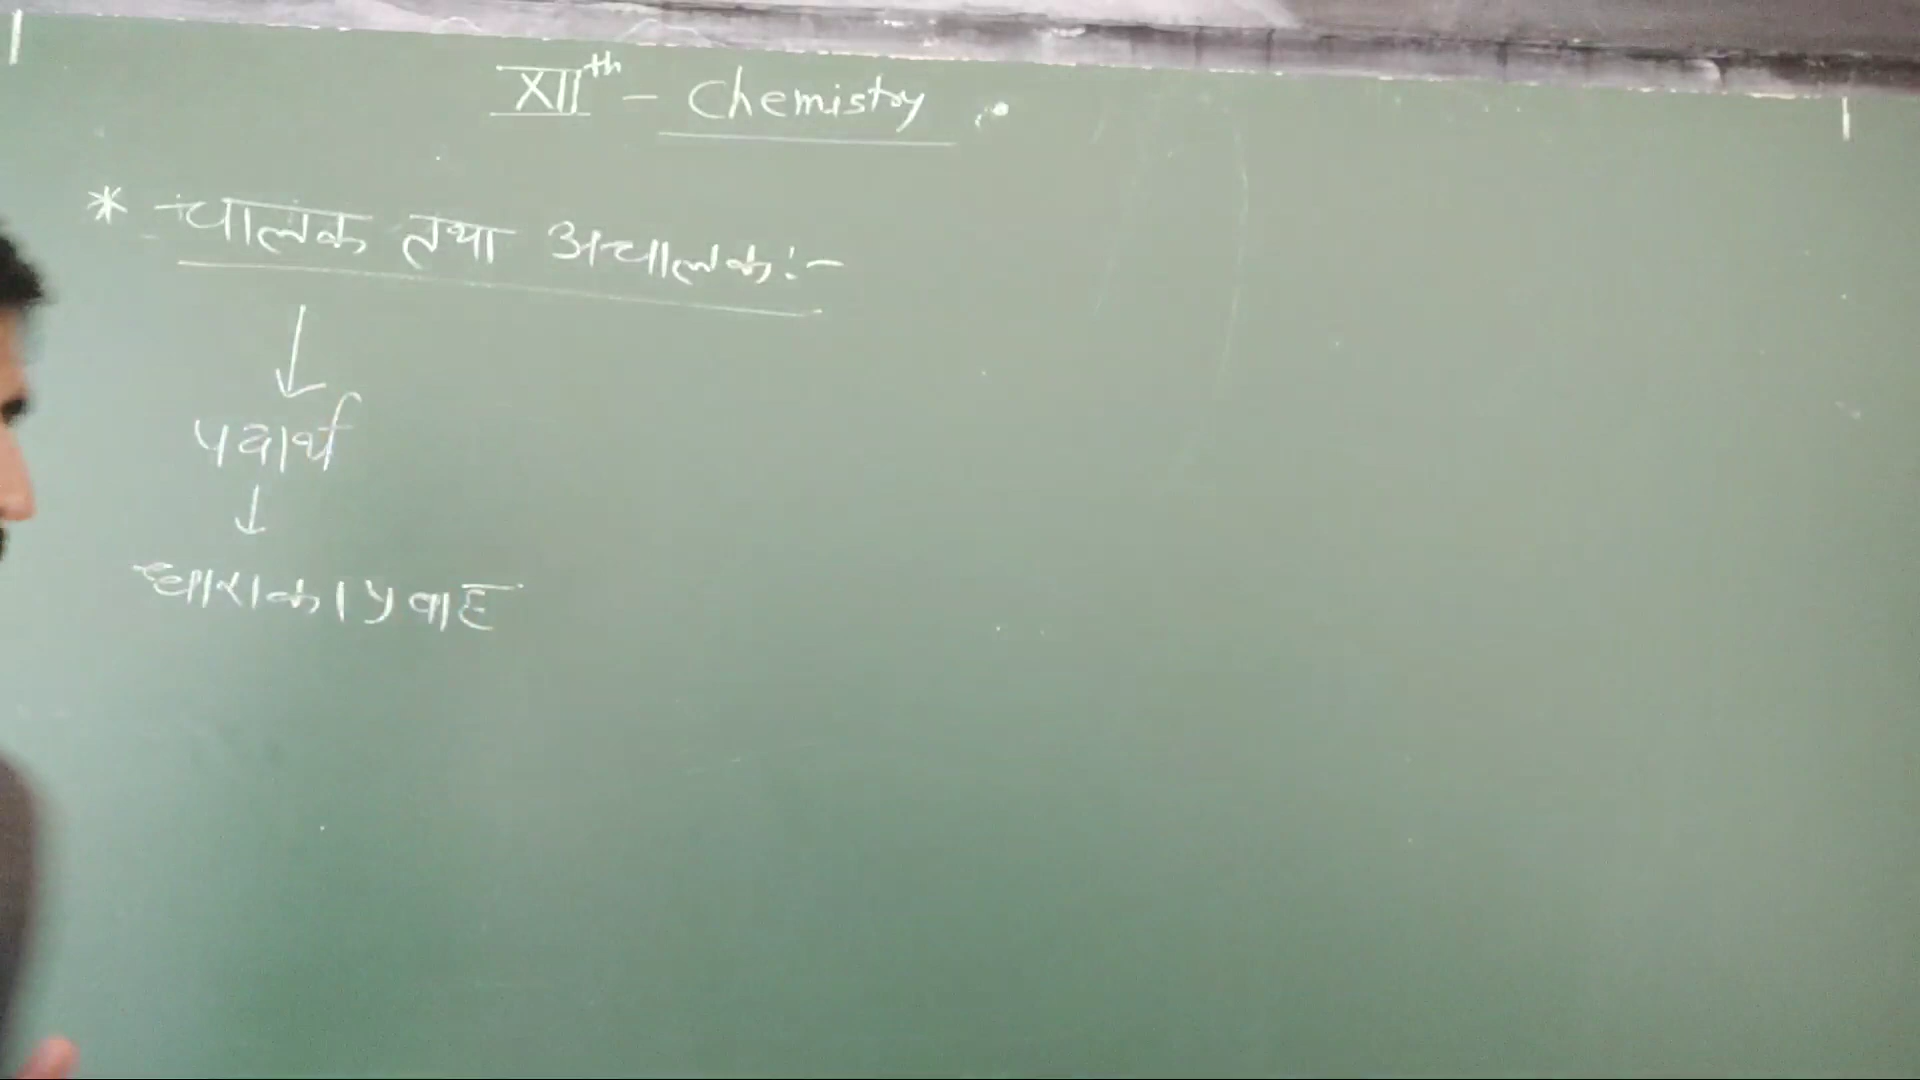 XIIth - Chemistry
* चालक तथा अचालक :-
↓
पदार्थ
↓
धारा का प्रवाह